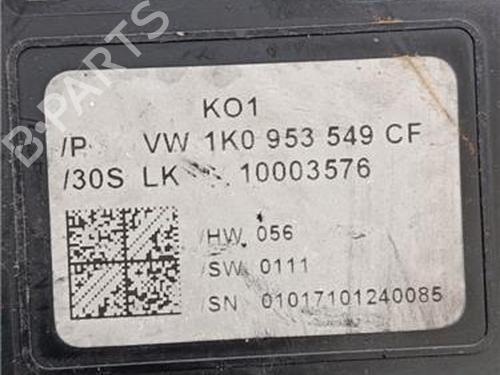 B-PARTS
KO1
/P VW 1K0 953 549 CF
/30S LK 10003576
/HW 056
/SW 0111
/SN 01017101240085